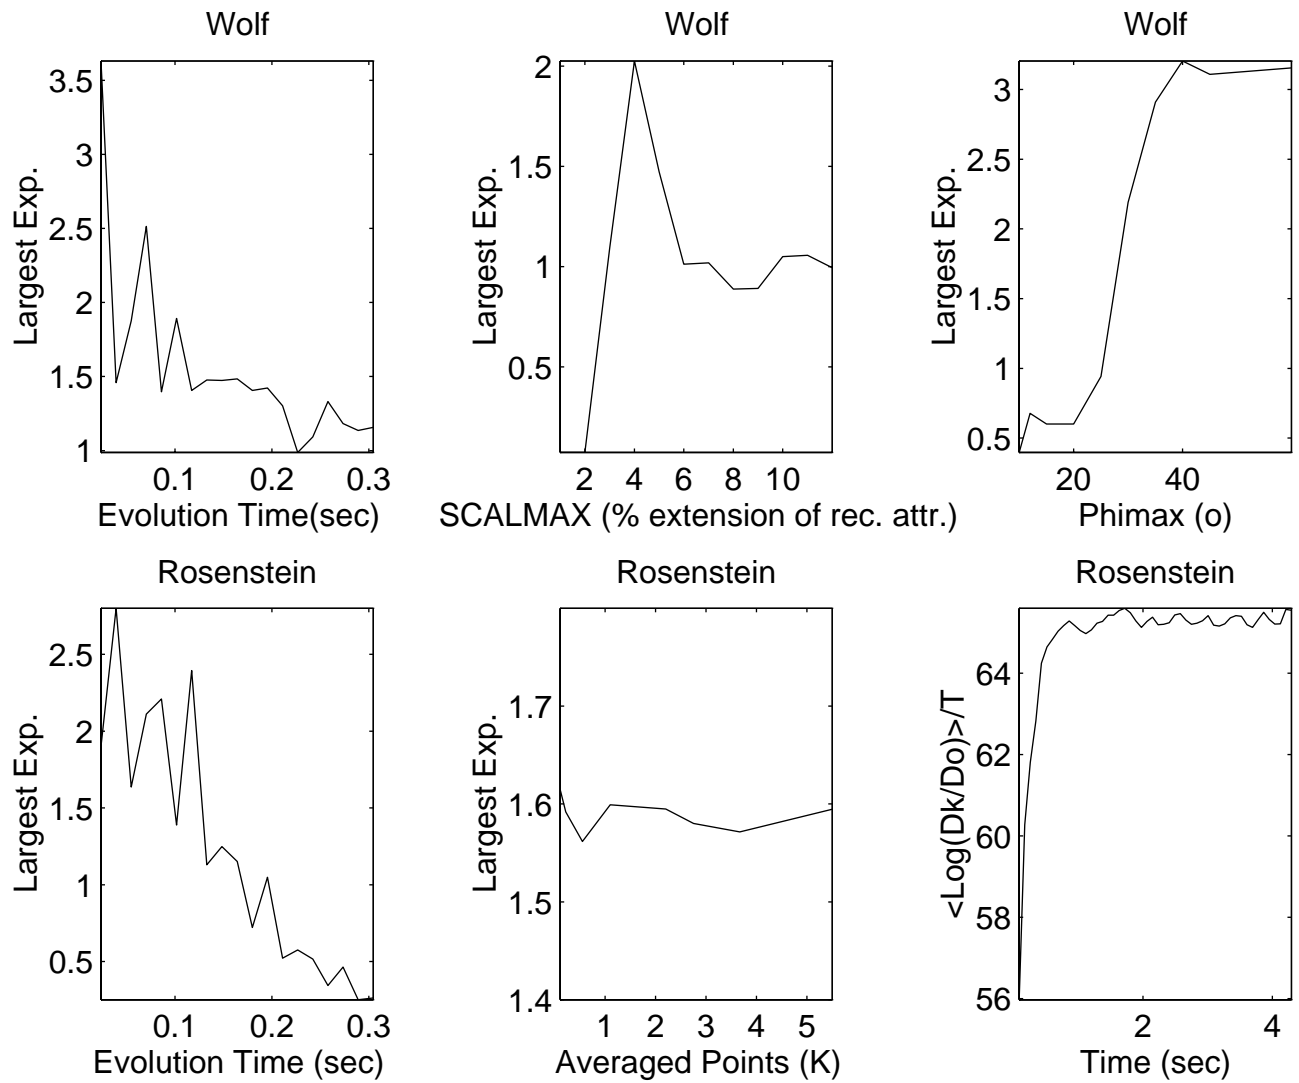 Wolf
Largest Exp.
3.5
3
2.5
2
1.5
1
0.1 0.2 0.3
Evolution Time(sec)
Wolf
Largest Exp.
2
1.5
1
0.5
2 4 6 8 10
SCALMAX (% extension of rec. attr.)
Wolf
Largest Exp.
3
2.5
2
1.5
1
0.5
20 40
Phimax (o)
Rosenstein
Largest Exp.
2.5
2
1.5
1
0.5
0.1 0.2 0.3
Evolution Time (sec)
Rosenstein
Largest Exp.
1.7
1.6
1.5
1.4
1 2 3 4 5
Averaged Points (K)
Rosenstein
<Log(Dk/Do)>/T
64
62
60
58
56
2 4
Time (sec)